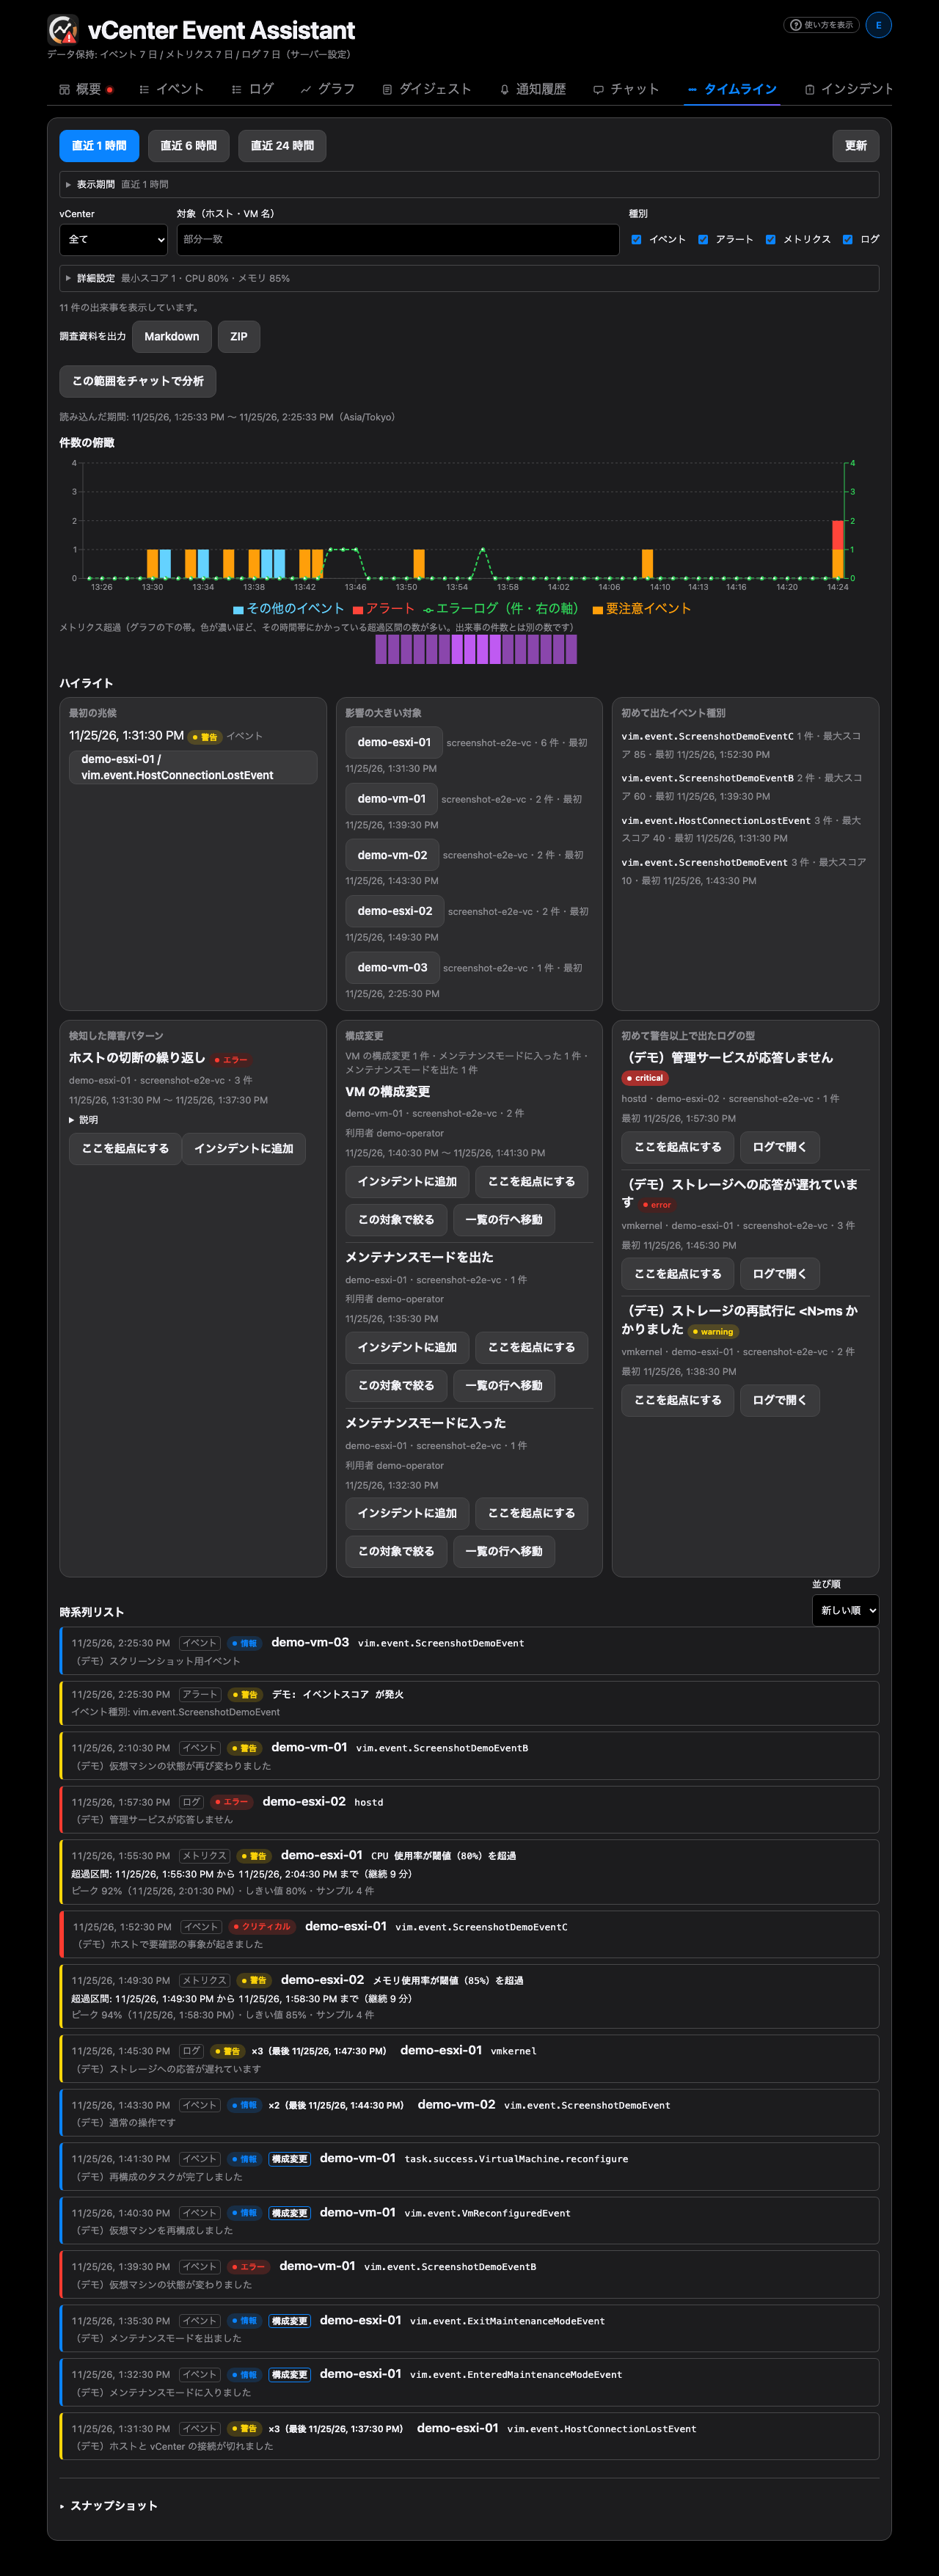 vCenter Event Assistant
データ保持: イベント 7 日 / メトリクス 7 日 / ログ 7 日（サーバー設定）
使い方を表示
E
概要
イベント
ログ
グラフ
ダイジェスト
通知履歴
チャット
タイムライン
インシデント
直近 1 時間
直近 6 時間
直近 24 時間
更新
表示期間 直近 1 時間
vCenter
対象（ホスト・VM 名）
種別
全て
部分一致
イベント
アラート
メトリクス
ログ
詳細設定 最小スコア 1・CPU 80%・メモリ 85%
11 件の出来事を表示しています。
調査資料を出力
Markdown
ZIP
この範囲をチャットで分析
読み込んだ期間: 11/25/26, 1:25:33 PM 〜 11/25/26, 2:25:33 PM（Asia/Tokyo）
件数の俯瞰
4
3
2
1
0
4
3
2
1
0
13:26
13:30
13:34
13:38
13:42
13:46
13:50
13:54
13:58
14:02
14:06
14:10
14:13
14:16
14:20
14:24
その他のイベント
アラート
エラーログ（件・右の軸）
要注意イベント
メトリクス超過（グラフの下の帯。色が濃いほど、その時間帯にかかっている超過区間の数が多い。出来事の件数とは別の数です）
ハイライト
最初の兆候
11/25/26, 1:31:30 PM 警告 イベント
demo-esxi-01 /
vim.event.HostConnectionLostEvent
影響の大きい対象
demo-esxi-01 screenshot-e2e-vc・6 件・最初
11/25/26, 1:31:30 PM
demo-vm-01 screenshot-e2e-vc・2 件・最初
11/25/26, 1:39:30 PM
demo-vm-02 screenshot-e2e-vc・2 件・最初
11/25/26, 1:43:30 PM
demo-esxi-02 screenshot-e2e-vc・2 件・最初
11/25/26, 1:49:30 PM
demo-vm-03 screenshot-e2e-vc・1 件・最初
11/25/26, 2:25:30 PM
初めて出たイベント種別
vim.event.ScreenshotDemoEventC 1 件・最大スコ
ア 85・最初 11/25/26, 1:52:30 PM
vim.event.ScreenshotDemoEventB 2 件・最大スコ
ア 60・最初 11/25/26, 1:39:30 PM
vim.event.HostConnectionLostEvent 3 件・最大
スコア 40・最初 11/25/26, 1:31:30 PM
vim.event.ScreenshotDemoEvent 3 件・最大スコア
10・最初 11/25/26, 1:43:30 PM
検知した障害パターン
ホストの切断の繰り返し エラー
demo-esxi-01・screenshot-e2e-vc・3 件
11/25/26, 1:31:30 PM 〜 11/25/26, 1:37:30 PM
説明
ここを起点にする
インシデントに追加
構成変更
VM の構成変更 1 件・メンテナンスモードに入った 1 件・
メンテナンスモードを出た 1 件
VM の構成変更
demo-vm-01・screenshot-e2e-vc・2 件
利用者 demo-operator
11/25/26, 1:40:30 PM 〜 11/25/26, 1:41:30 PM
インシデントに追加
ここを起点にする
この対象で絞る
一覧の行へ移動
メンテナンスモードを出た
demo-esxi-01・screenshot-e2e-vc・1 件
利用者 demo-operator
11/25/26, 1:35:30 PM
インシデントに追加
ここを起点にする
この対象で絞る
一覧の行へ移動
メンテナンスモードに入った
demo-esxi-01・screenshot-e2e-vc・1 件
利用者 demo-operator
11/25/26, 1:32:30 PM
インシデントに追加
ここを起点にする
この対象で絞る
一覧の行へ移動
初めて警告以上で出たログの型
（デモ）管理サービスが応答しません
critical
hostd・demo-esxi-02・screenshot-e2e-vc・1 件
最初 11/25/26, 1:57:30 PM
ここを起点にする
ログで開く
（デモ）ストレージへの応答が遅れていま
す error
vmkernel・demo-esxi-01・screenshot-e2e-vc・3 件
最初 11/25/26, 1:45:30 PM
ここを起点にする
ログで開く
（デモ）ストレージの再試行に <N>ms か
かりました warning
vmkernel・demo-esxi-01・screenshot-e2e-vc・2 件
最初 11/25/26, 1:38:30 PM
ここを起点にする
ログで開く
時系列リスト
並び順
新しい順
11/25/26, 2:25:30 PM イベント 情報 demo-vm-03 vim.event.ScreenshotDemoEvent
（デモ）スクリーンショット用イベント
11/25/26, 2:25:30 PM アラート 警告 デモ: イベントスコア が発火
イベント種別: vim.event.ScreenshotDemoEvent
11/25/26, 2:10:30 PM イベント 警告 demo-vm-01 vim.event.ScreenshotDemoEventB
（デモ）仮想マシンの状態が再び変わりました
11/25/26, 1:57:30 PM ログ エラー demo-esxi-02 hostd
（デモ）管理サービスが応答しません
11/25/26, 1:55:30 PM メトリクス 警告 demo-esxi-01 CPU 使用率が閾値（80%）を超過
超過区間: 11/25/26, 1:55:30 PM から 11/25/26, 2:04:30 PM まで（継続 9 分）
ピーク 92%（11/25/26, 2:01:30 PM）・しきい値 80%・サンプル 4 件
11/25/26, 1:52:30 PM イベント クリティカル demo-esxi-01 vim.event.ScreenshotDemoEventC
（デモ）ホストで要確認の事象が起きました
11/25/26, 1:49:30 PM メトリクス 警告 demo-esxi-02 メモリ使用率が閾値（85%）を超過
超過区間: 11/25/26, 1:49:30 PM から 11/25/26, 1:58:30 PM まで（継続 9 分）
ピーク 94%（11/25/26, 1:58:30 PM）・しきい値 85%・サンプル 4 件
11/25/26, 1:45:30 PM ログ 警告 ×3（最後 11/25/26, 1:47:30 PM） demo-esxi-01 vmkernel
（デモ）ストレージへの応答が遅れています
11/25/26, 1:43:30 PM イベント 情報 ×2（最後 11/25/26, 1:44:30 PM） demo-vm-02 vim.event.ScreenshotDemoEvent
（デモ）通常の操作です
11/25/26, 1:41:30 PM イベント 情報 構成変更 demo-vm-01 task.success.VirtualMachine.reconfigure
（デモ）再構成のタスクが完了しました
11/25/26, 1:40:30 PM イベント 情報 構成変更 demo-vm-01 vim.event.VmReconfiguredEvent
（デモ）仮想マシンを再構成しました
11/25/26, 1:39:30 PM イベント エラー demo-vm-01 vim.event.ScreenshotDemoEventB
（デモ）仮想マシンの状態が変わりました
11/25/26, 1:35:30 PM イベント 情報 構成変更 demo-esxi-01 vim.event.ExitMaintenanceModeEvent
（デモ）メンテナンスモードを出ました
11/25/26, 1:32:30 PM イベント 情報 構成変更 demo-esxi-01 vim.event.EnteredMaintenanceModeEvent
（デモ）メンテナンスモードに入りました
11/25/26, 1:31:30 PM イベント 警告 ×3（最後 11/25/26, 1:37:30 PM） demo-esxi-01 vim.event.HostConnectionLostEvent
（デモ）ホストと vCenter の接続が切れました
スナップショット